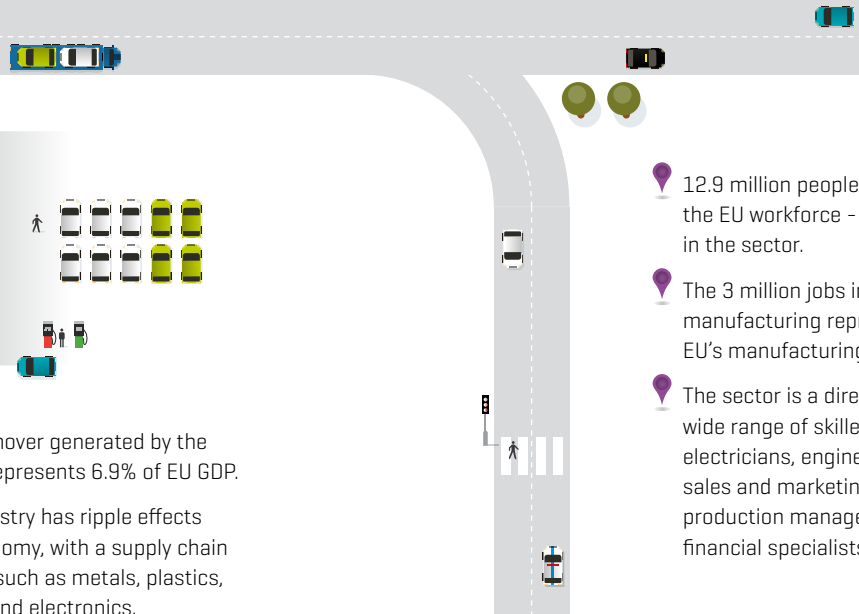 12.9 million people
the EU workforce -
in the sector.
The 3 million jobs in
manufacturing repr
EU's manufacturing
The sector is a dire
wide range of skille
electricians, engine
sales and marketin
production manage
financial specialists
nover generated by the
epresents 6.9% of EU GDP.
stry has ripple effects
omy, with a supply chain
such as metals, plastics,
nd electronics.